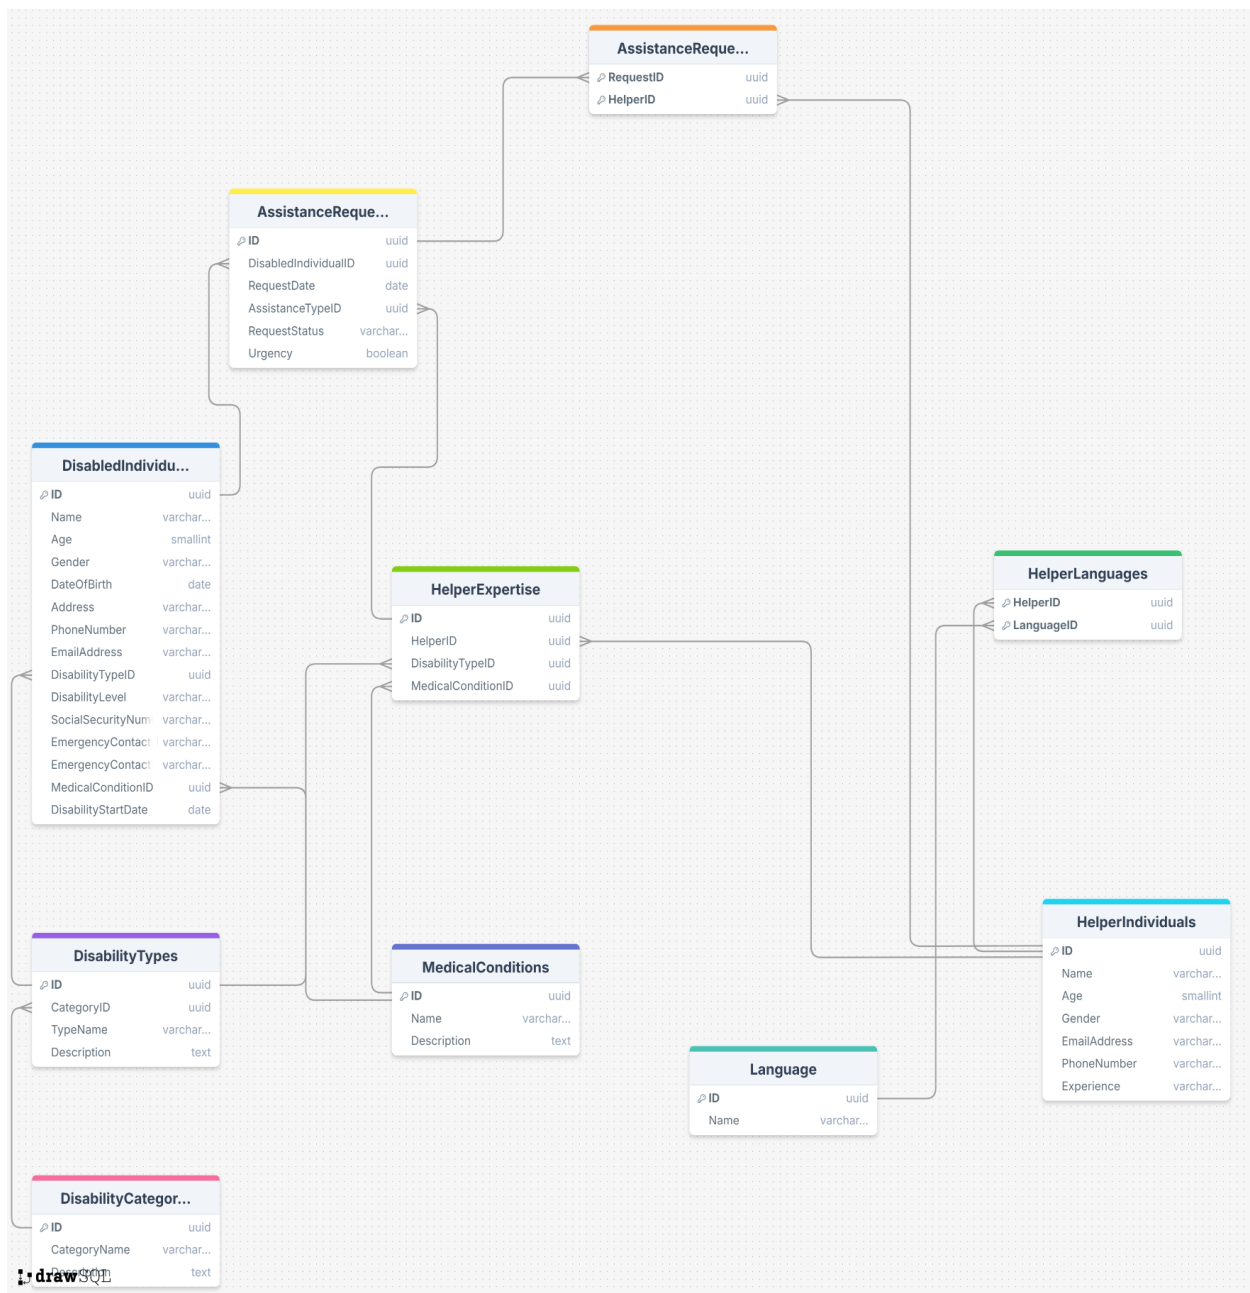 AssistanceReque...
RequestID uuid
HelperID uuid
AssistanceReque...
ID uuid
DisabledIndividualID uuid
RequestDate date
AssistanceTypeID uuid
RequestStatus varchar...
Urgency boolean
DisabledIndividu...
ID uuid
Name varchar...
Age smallint
Gender varchar...
DateOfBirth date
Address varchar...
PhoneNumber varchar...
EmailAddress varchar...
DisabilityTypeID uuid
DisabilityLevel varchar...
SocialSecurityNum varchar...
EmergencyContact varchar...
EmergencyContact varchar...
MedicalConditionID uuid
DisabilityStartDate date
HelperExpertise
ID uuid
HelperID uuid
DisabilityTypeID uuid
MedicalConditionID uuid
HelperLanguages
HelperID uuid
LanguageID uuid
HelperIndividuals
ID uuid
Name varchar...
Age smallint
Gender varchar...
EmailAddress varchar...
PhoneNumber varchar...
Experience varchar...
DisabilityTypes
ID uuid
CategoryID uuid
TypeName varchar...
Description text
MedicalConditions
ID uuid
Name varchar...
Description text
Language
ID uuid
Name varchar...
DisabilityCategor...
ID uuid
CategoryName varchar...
Description text
drawSQL